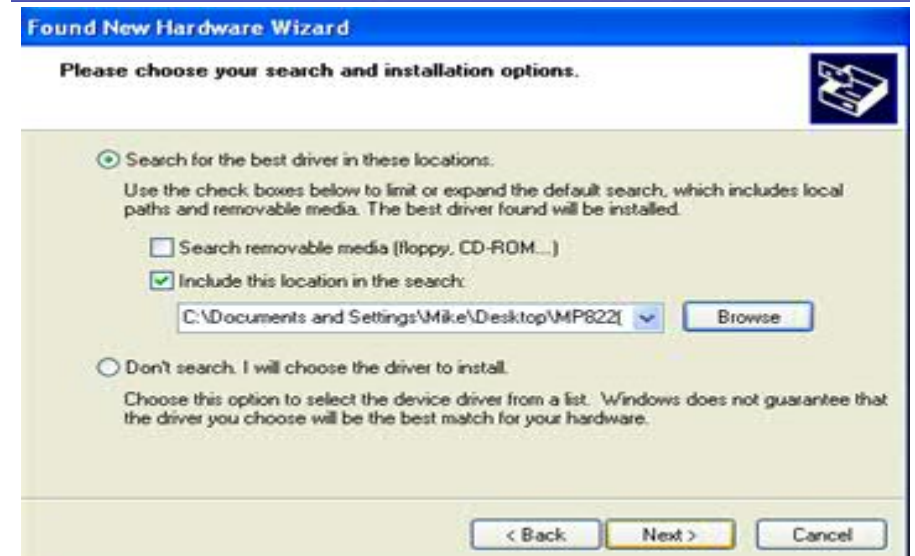 Found New Hardware Wizard
Please choose your search and installation options.
Search for the best driver in these locations.
Use the check boxes below to limit or expand the default search, which includes local
paths and removable media. The best driver found will be installed.
Search removable media (floppy, CD-ROM...)
Include this location in the search:
C:\Documents and Settings\Mike\Desktop\MP822(
Browse
Don't search. I will choose the driver to install.
Choose this option to select the device driver from a list. Windows does not guarantee that
the driver you choose will be the best match for your hardware.
< Back
Next >
Cancel